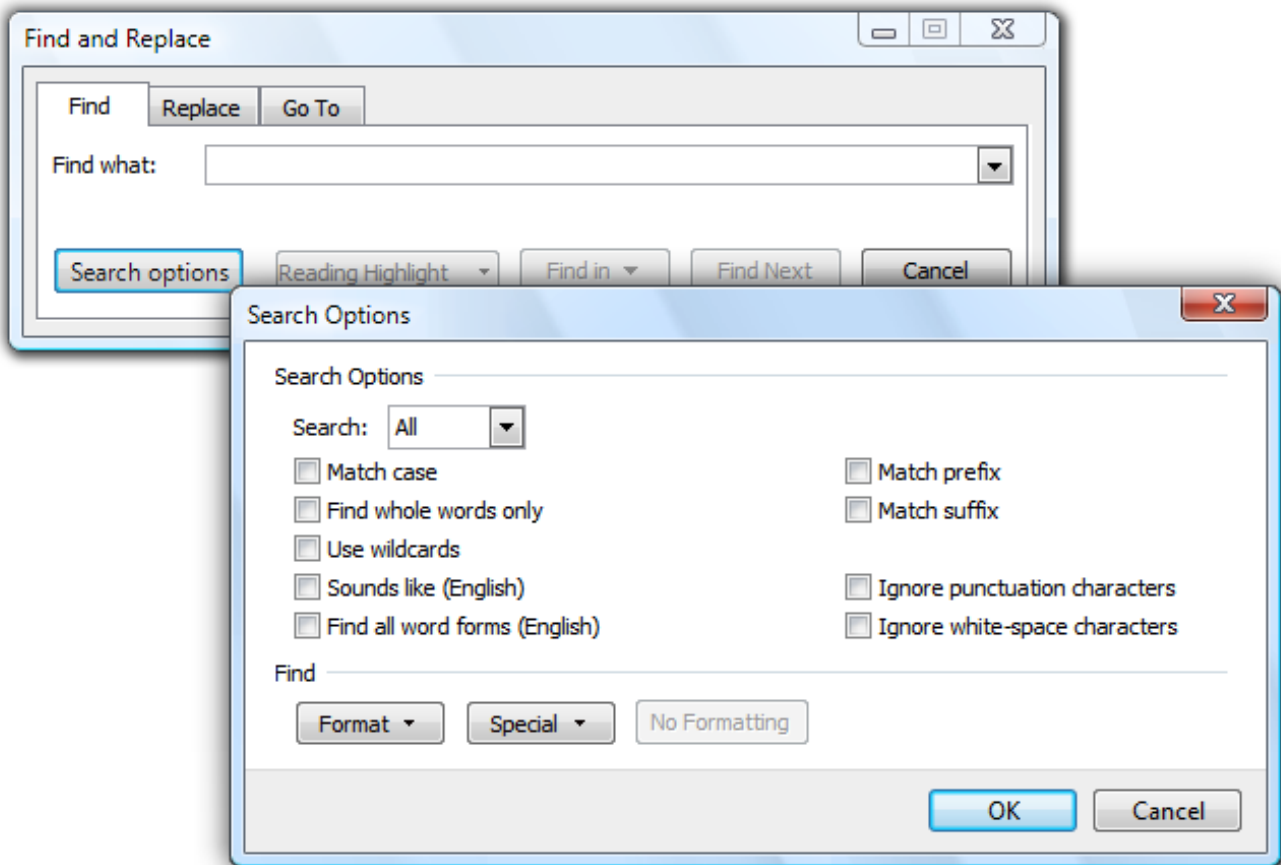 Find and Replace
Find Replace Go To
Find what:
Search options Reading Highlight Find in Find Next Cancel
Search Options
Search Options
Search: All
Match case Match prefix
Find whole words only Match suffix
Use wildcards
Sounds like (English) Ignore punctuation characters
Find all word forms (English) Ignore white-space characters
Find
Format Special No Formatting
OK Cancel